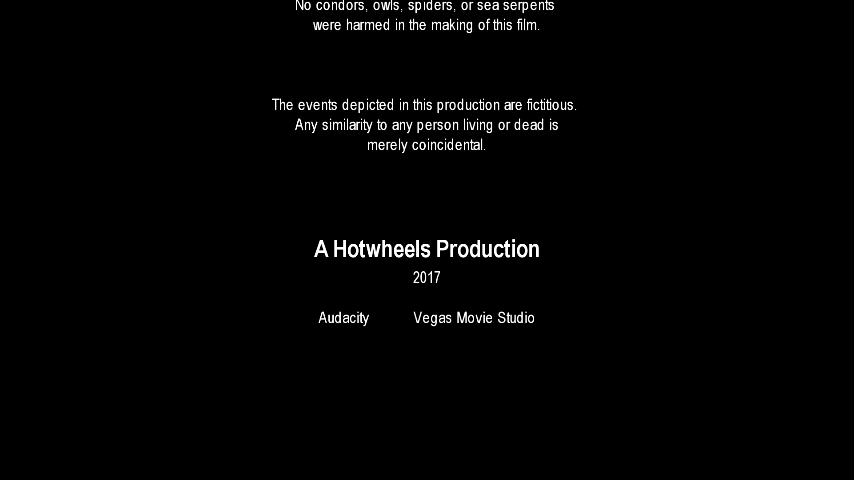 No condors, owls, spiders, or sea serpents
were harmed in the making of this film.
The events depicted in this production are fictitious.
Any similarity to any person living or dead is
merely coincidental.
A Hotwheels Production
2017
Audacity Vegas Movie Studio